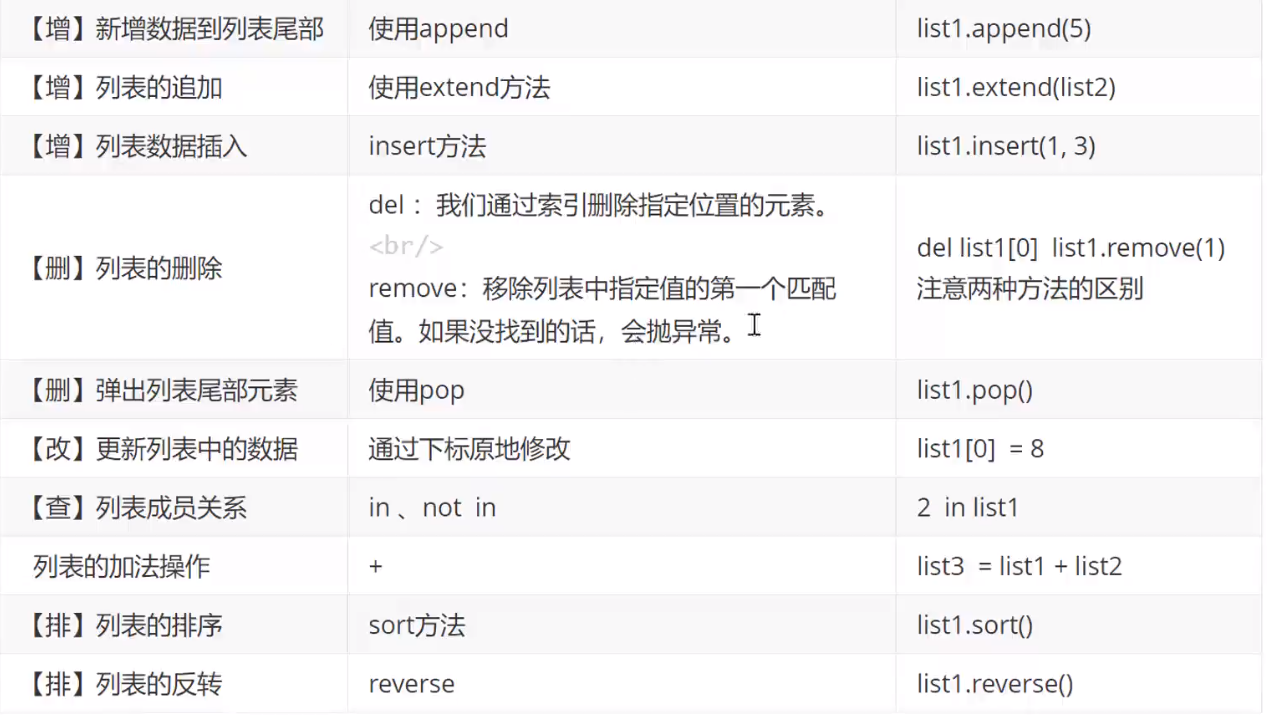 【增】新增数据到列表尾部 使用append list1.append(5)
【增】列表的追加 使用extend方法 list1.extend(list2)
【增】列表数据插入 insert方法 list1.insert(1, 3)
【删】列表的删除
del ：我们通过索引删除指定位置的元素。
<br/>
remove：移除列表中指定值的第一个匹配
值。如果没找到的话，会抛异常。
del list1[0] list1.remove(1)
注意两种方法的区别
【删】弹出列表尾部元素 使用pop list1.pop()
【改】更新列表中的数据 通过下标原地修改 list1[0] = 8
【查】列表成员关系 in 、not in 2 in list1
列表的加法操作 + list3 = list1 + list2
【排】列表的排序 sort方法 list1.sort()
【排】列表的反转 reverse list1.reverse()